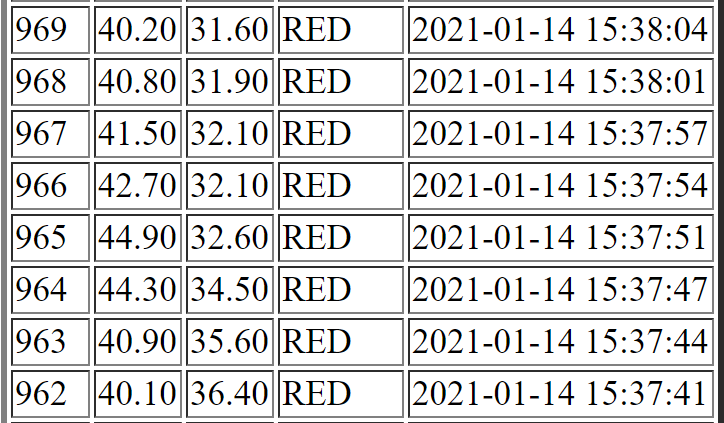 969 40.20 31.60 RED 2021-01-14 15:38:04
968 40.80 31.90 RED 2021-01-14 15:38:01
967 41.50 32.10 RED 2021-01-14 15:37:57
966 42.70 32.10 RED 2021-01-14 15:37:54
965 44.90 32.60 RED 2021-01-14 15:37:51
964 44.30 34.50 RED 2021-01-14 15:37:47
963 40.90 35.60 RED 2021-01-14 15:37:44
962 40.10 36.40 RED 2021-01-14 15:37:41